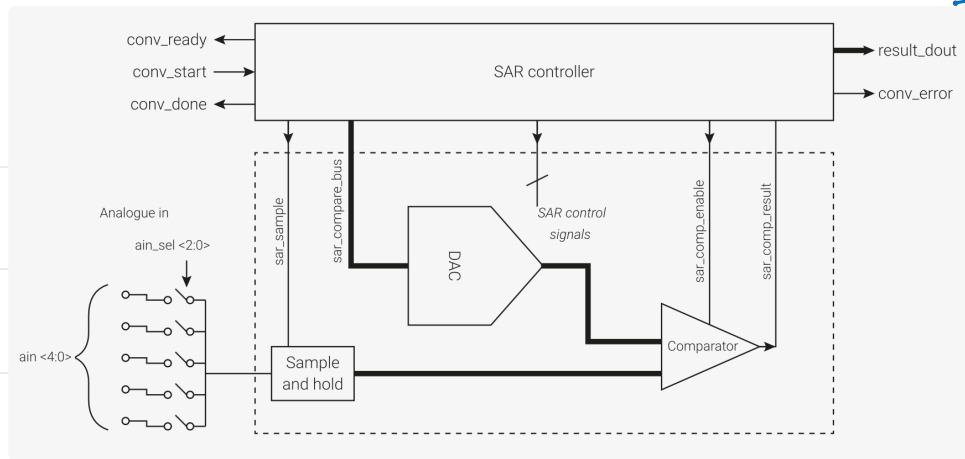 conv_ready
conv_start
conv_done
SAR controller
result_dout
conv_error
sar_sample
sar_compare_bus
SAR control
signals
sar_comp_enable
sar_comp_result
Analogue in
ain_sel <2:0>
DAC
ain <4:0>
Sample
and hold
Comparator